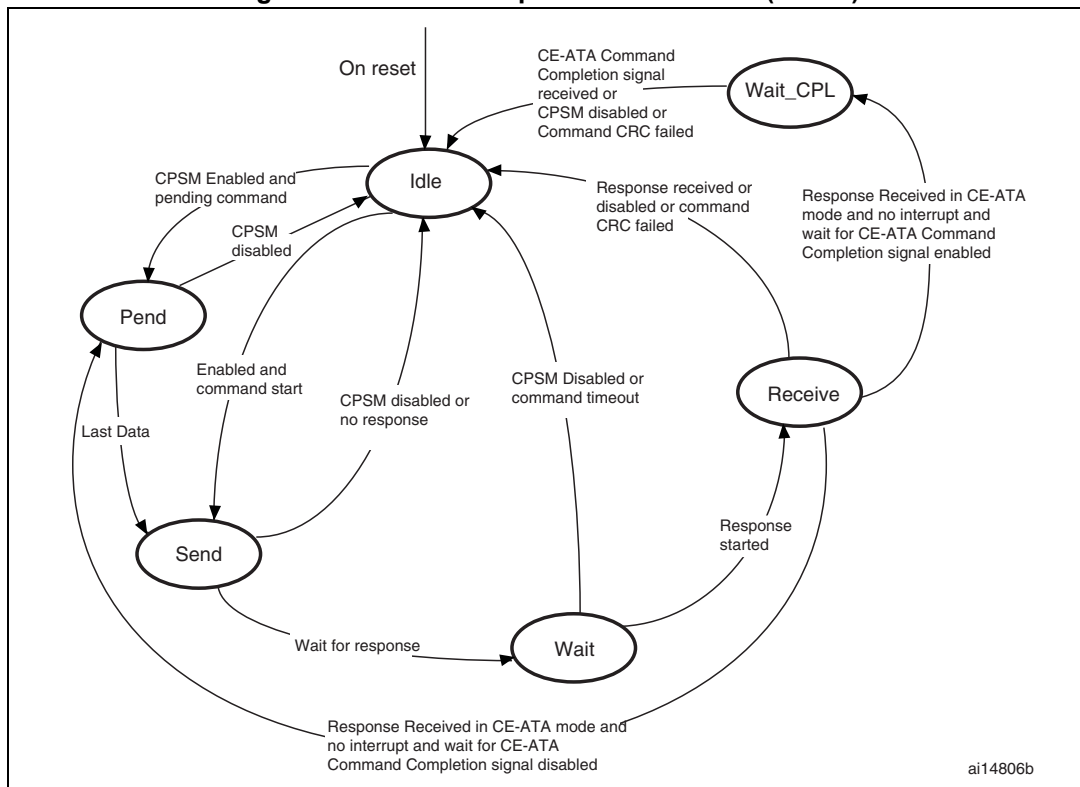 On reset
CE-ATA Command
Completion signal
received or
CPSM disabled or
Command CRC failed
Wait_CPL
Idle
CPSM Enabled and
pending command
CPSM
disabled
Response received or
disabled or command
CRC failed
Response Received in CE-ATA
mode and no interrupt and
wait for CE-ATA Command
Completion signal enabled
Pend
Enabled and
command start
CPSM disabled or
no response
CPSM Disabled or
command timeout
Receive
Last Data
Send
Response
started
Wait for response
Wait
Response Received in CE-ATA mode and
no interrupt and wait for CE-ATA
Command Completion signal disabled
ai14806b